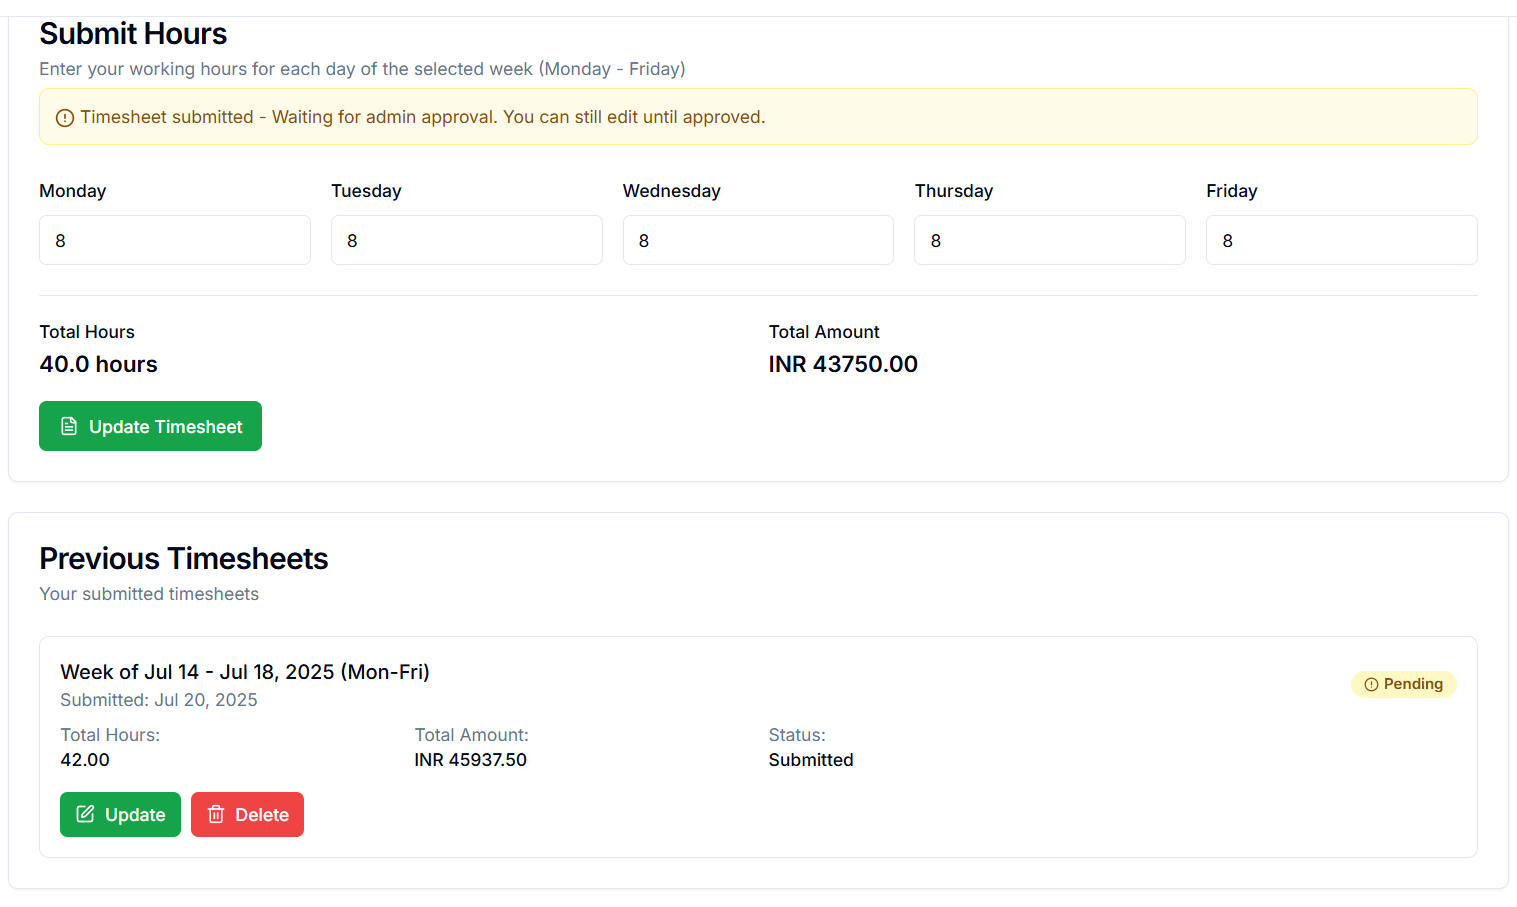 Submit Hours
Enter your working hours for each day of the selected week (Monday - Friday)
Timesheet submitted - Waiting for admin approval. You can still edit until approved.
Monday Tuesday Wednesday Thursday Friday
8 8 8 8 8
Total Hours Total Amount
40.0 hours INR 43750.00
Update Timesheet
Previous Timesheets
Your submitted timesheets
Week of Jul 14 - Jul 18, 2025 (Mon-Fri)
Pending
Submitted: Jul 20, 2025
Total Hours: Total Amount: Status:
42.00 INR 45937.50 Submitted
Update Delete